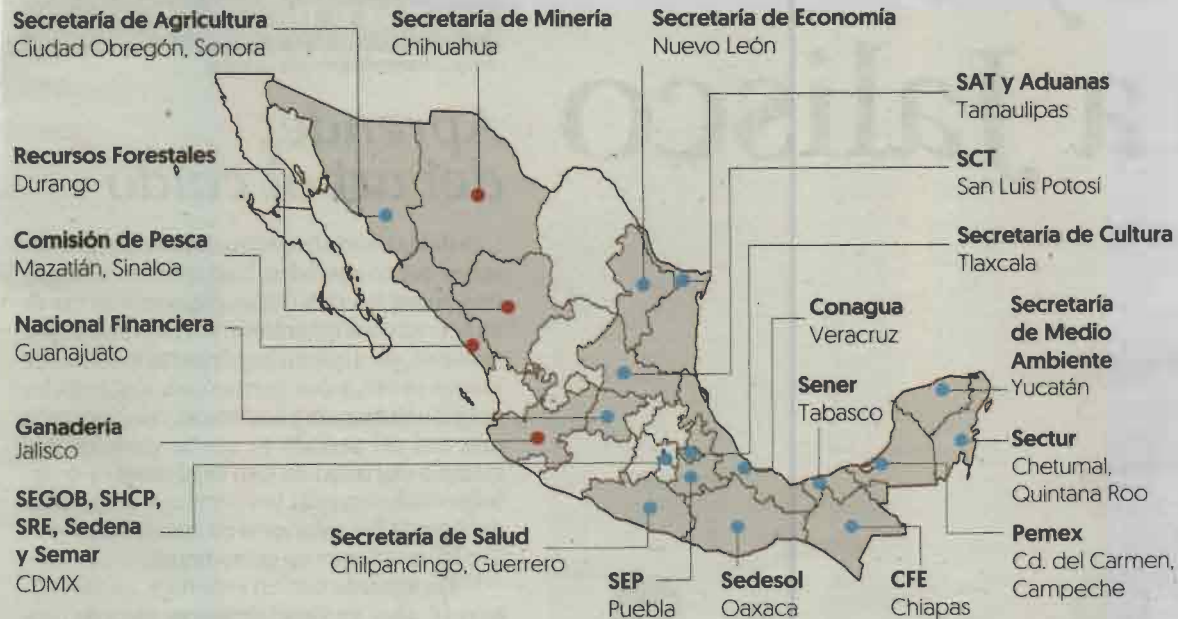 Secretaría de Agricultura
Ciudad Obregón, Sonora
Secretaría de Minería
Chihuahua
Secretaría de Economía
Nuevo León
SAT y Aduanas
Tamaulipas
Recursos Forestales
Durango
SCT
San Luis Potosí
Comisión de Pesca
Mazatlán, Sinaloa
Secretaría de Cultura
Tlaxcala
Nacional Financiera
Guanajuato
Conagua
Veracruz
Secretaría
de Medio
Ambiente
Yucatán
Sener
Tabasco
Ganadería
Jalisco
Sectur
Chetumal,
Quintana Roo
SEGOB, SHCP,
SRE, Sedena
y Semar
CDMX
Secretaría de Salud
Chilpancingo, Guerrero
Pemex
Cd. del Carmen,
Campeche
SEP
Puebla
Sedesol
Oaxaca
CFE
Chiapas